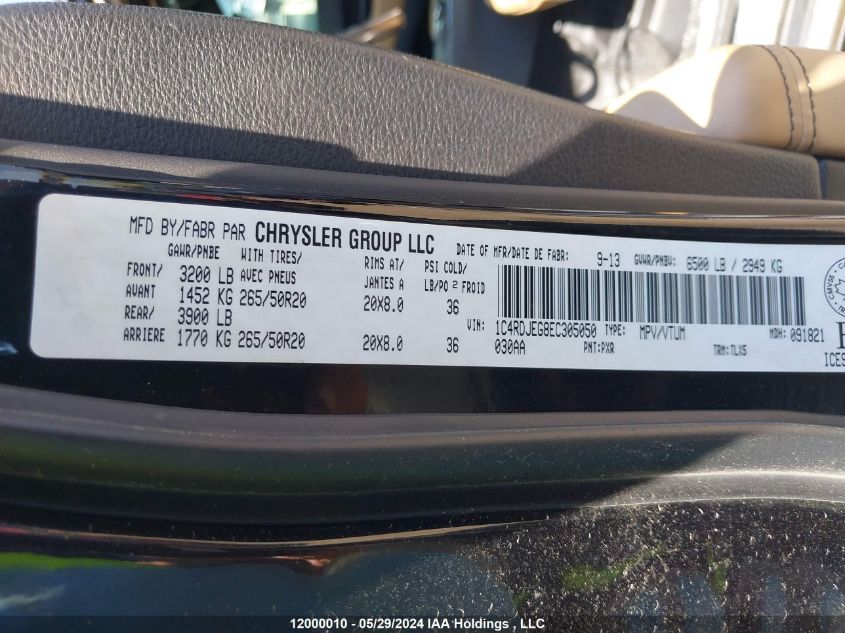 MFD BY/FABR PAR CHRYSLER GROUP LLC DATE OF MFR/DATE DE FABR: 9-13 GVWR/PNBV: 6500 LB / 2949 KG
GAWR/PNBE WITH TIRES/ RIMS AT/ PSI COLD/
FRONT/ 3200 LB AVEC PNEUS JANTES A LB/PO 2 FROID
AVANT 1452 KG 265/50R20 20X8.0 36
REAR/ 3900 LB VIN: 1C4RDJEG8EC305050 TYPE: MPV/VTUM MDH: 091821
ARRIERE 1770 KG 265/50R20 20X8.0 36 030AA PNT:PXR TRM:TLX5
ICES
12000010 - 05/29/2024 IAA Holdings , LLC